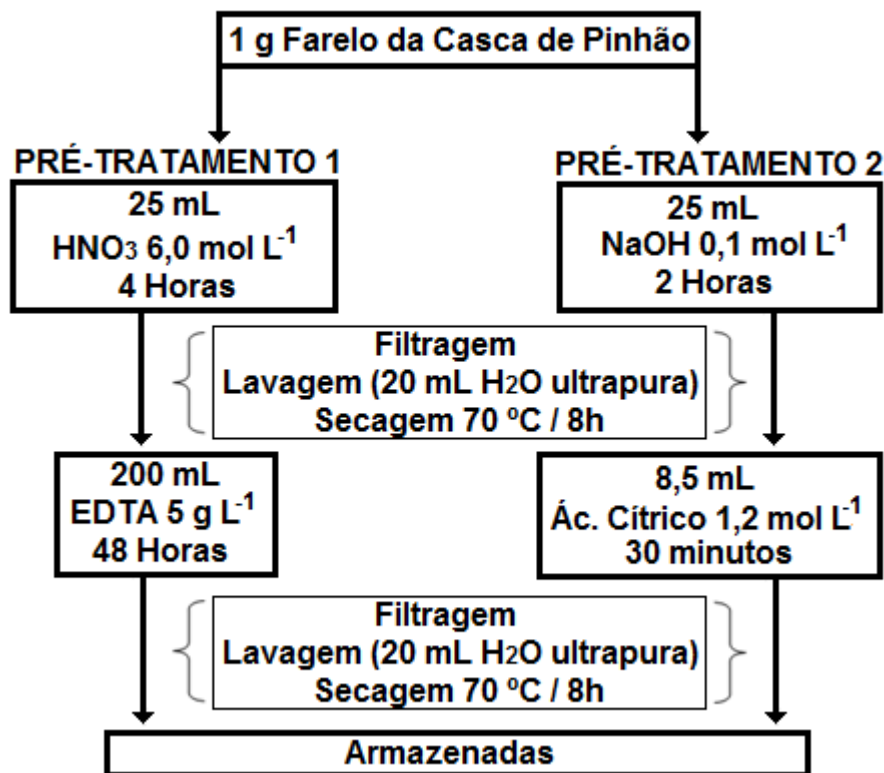 1 g Farelo da Casca de Pinhão
PRÉ-TRATAMENTO 1
25 mL
HNO3 6,0 mol L-1
4 Horas
PRÉ-TRATAMENTO 2
25 mL
NaOH 0,1 mol L-1
2 Horas
Filtragem
Lavagem (20 mL H2O ultrapura)
Secagem 70 ºC / 8h
200 mL
EDTA 5 g L-1
48 Horas
8,5 mL
Ác. Cítrico 1,2 mol L-1
30 minutos
Filtragem
Lavagem (20 mL H2O ultrapura)
Secagem 70 ºC / 8h
Armazenadas